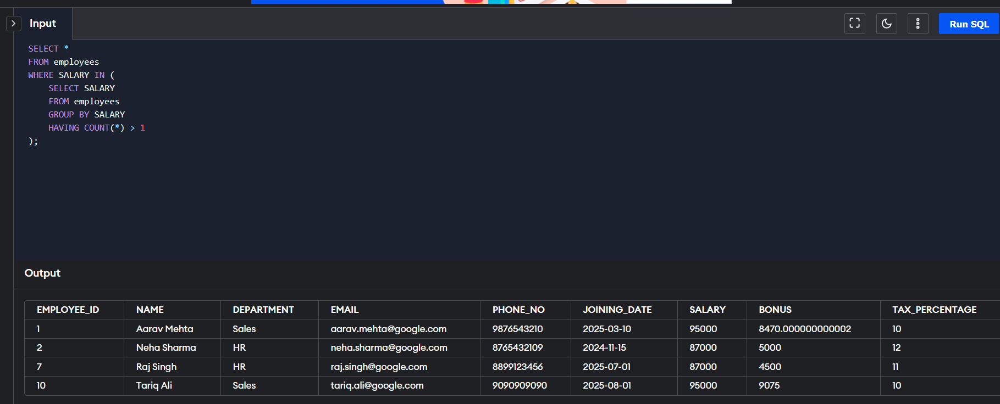 Input
Run SQL
SELECT *
FROM employees
WHERE SALARY IN (
    SELECT SALARY
    FROM employees
    GROUP BY SALARY
    HAVING COUNT(*) > 1
);
Output
EMPLOYEE_ID NAME DEPARTMENT EMAIL PHONE_NO JOINING_DATE SALARY BONUS TAX_PERCENTAGE
1 Aarav Mehta Sales aarav.mehta@google.com 9876543210 2025-03-10 95000 8470.000000000002 10
2 Neha Sharma HR neha.sharma@google.com 8765432109 2024-11-15 87000 5000 12
7 Raj Singh HR raj.singh@google.com 8899123456 2025-07-01 87000 4500 11
10 Tariq Ali Sales tariq.ali@google.com 9090909090 2025-08-01 95000 9075 10